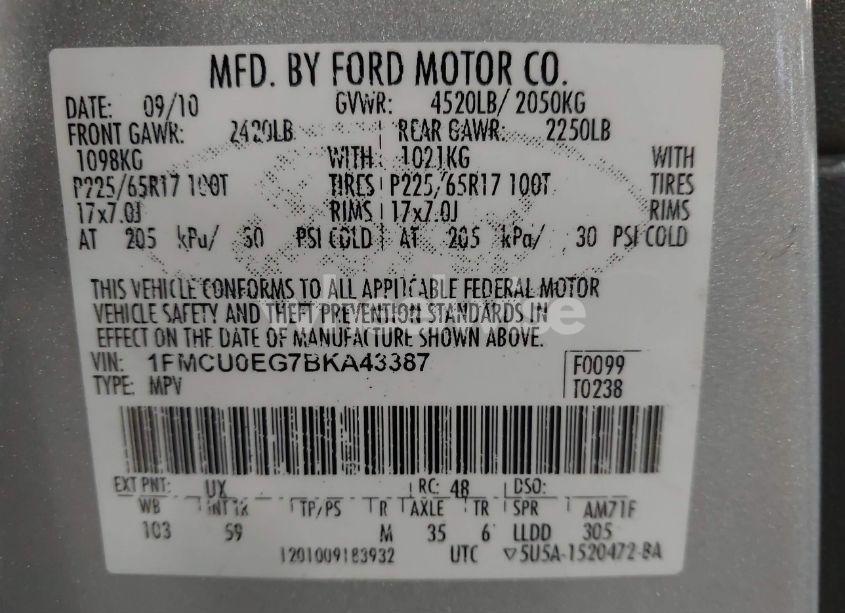 MFD. BY FORD MOTOR CO.
DATE: 09/10 GVWR: 4520LB/ 2050KG
FRONT GAWR: 2420LB REAR GAWR: 2250LB
1098KG WITH 1021KG WITH
P225/65R17 100T TIRES P225/65R17 100T TIRES
17x7.0J RIMS 17x7.0J RIMS
AT 205 kPa/ 30 PSI COLD AT 205 kPa/ 30 PSI COLD
THIS VEHICLE CONFORMS TO ALL APPLICABLE FEDERAL MOTOR
VEHICLE SAFETY AND THEFT PREVENTION STANDARDS IN
EFFECT ON THE DATE OF MANUFACTURE SHOWN ABOVE.
VIN: 1FMCU0EG7BKA43387 F0099
TYPE: MPV T0238
EXT PNT: UX RC: 48 DSO:
WB INT TR TP/PS R AXLE TR SPR AM71F
103 59 M 35 6 LLDD 305
1201009183932 UTC 5U5A-1520472-BA